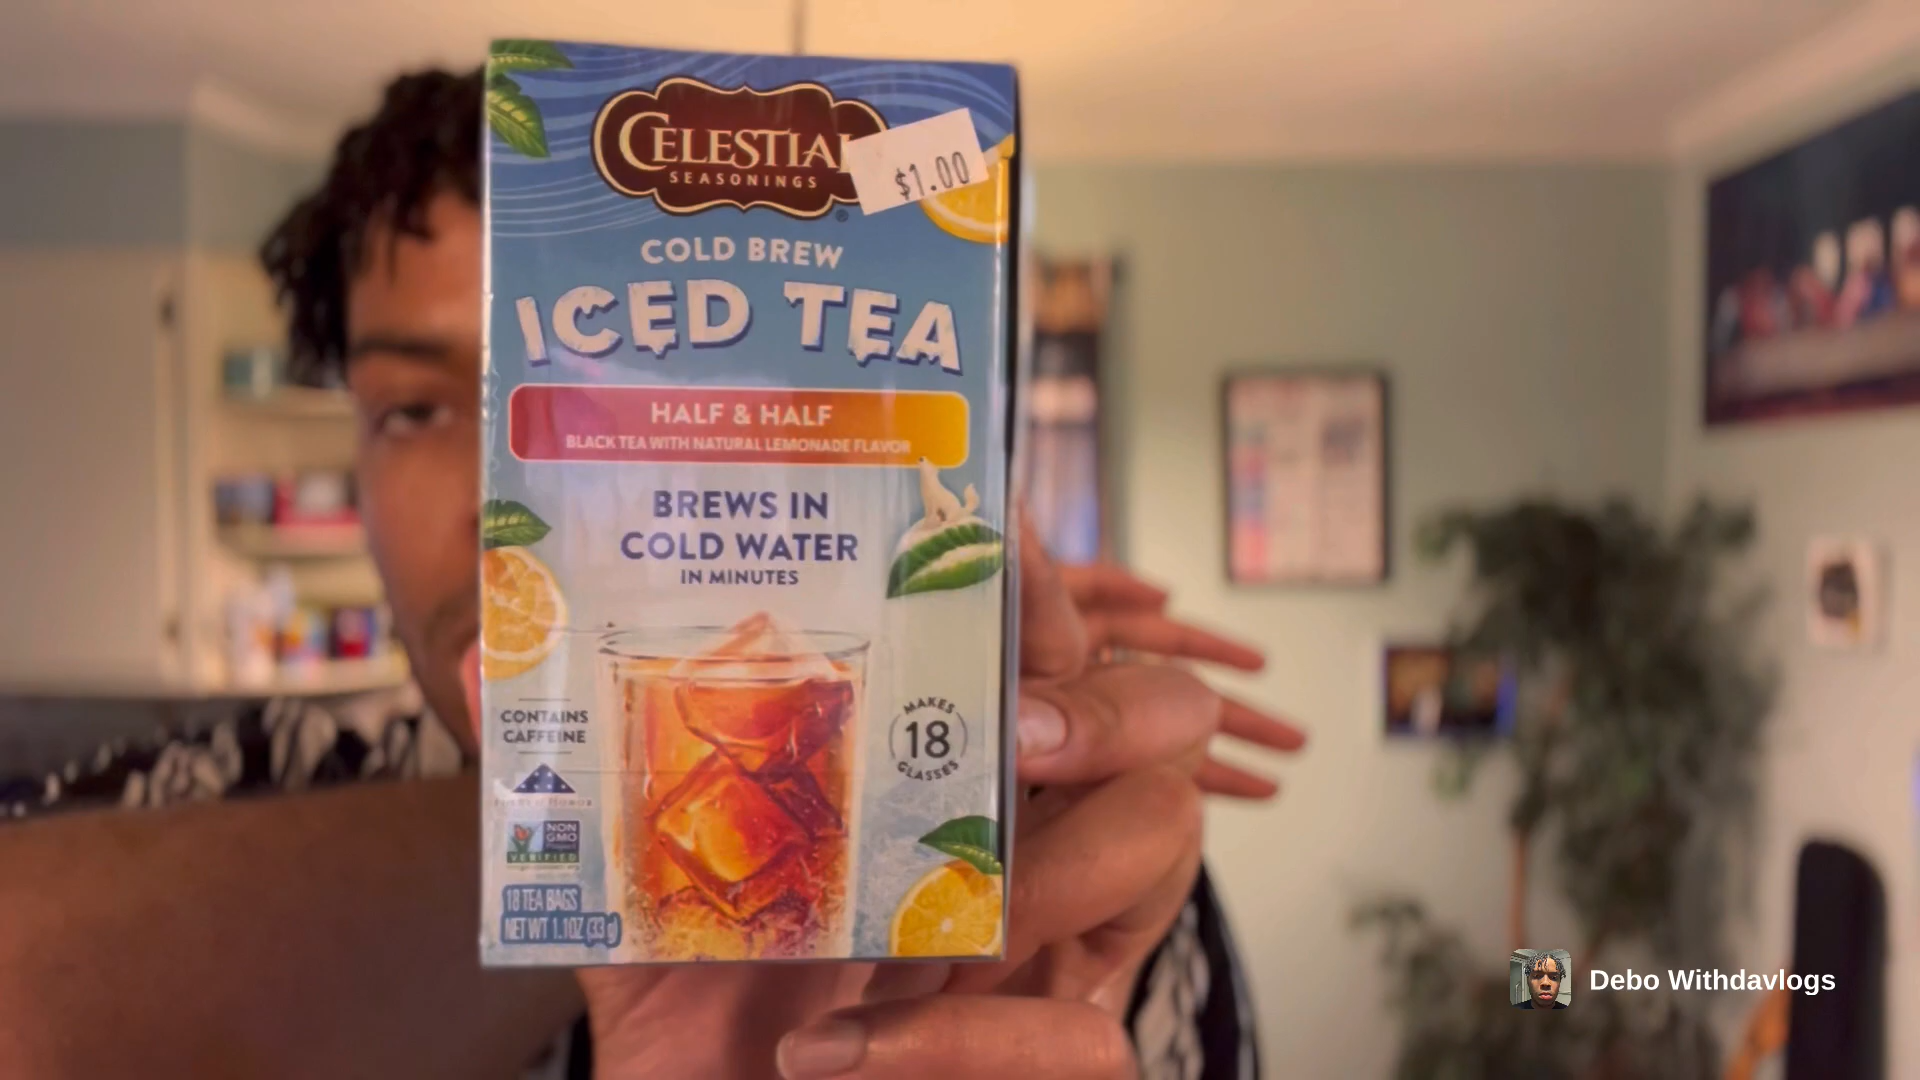 CELESTIAL
SEASONINGS
®
$1.00
COLD BREW
ICED TEA
HALF & HALF
BLACK TEA WITH NATURAL LEMONADE FLAVOR
BREWS IN
COLD WATER
IN MINUTES
CONTAINS
CAFFEINE
MAKES
18
GLASSES
NON
GMO
Project
VERIFIED
18 TEA BAGS
NET WT 1.1OZ (33 g)
Debo Withdavlogs